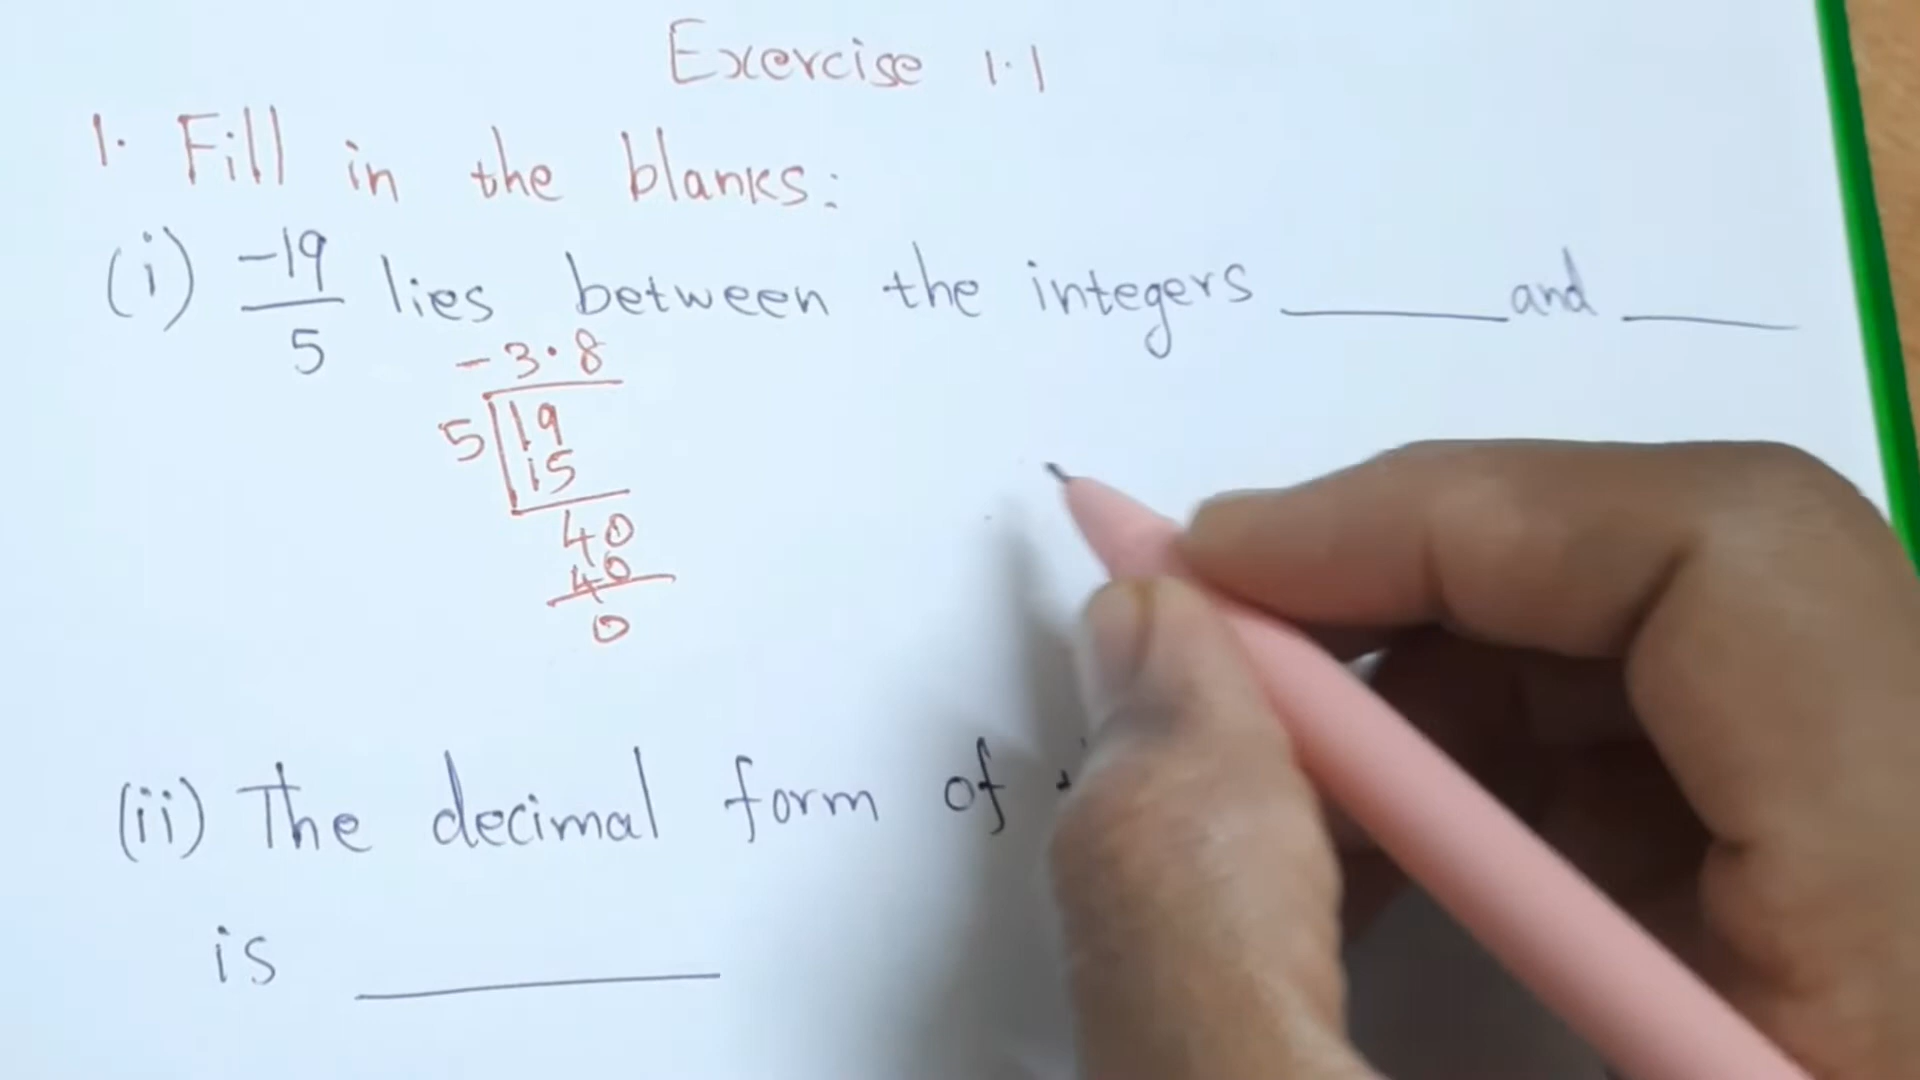 Exercise 1.1
1. Fill in the blanks:
(i) -19/5 lies between the integers ______ and ______
-3.8
5 19
15
40
40
0
(ii) The decimal form of
is ______